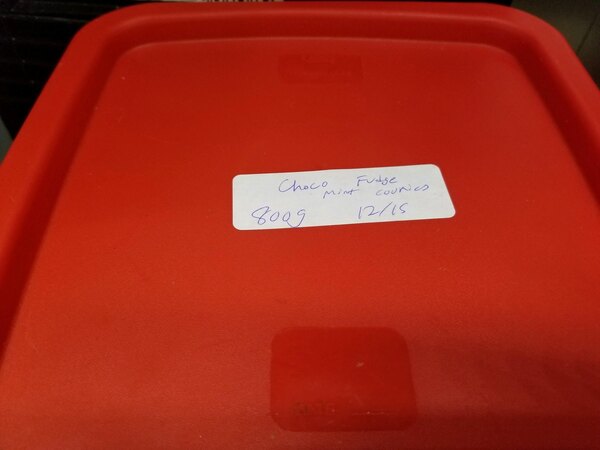 Choco Fudge
mint cookies
800g 12/15